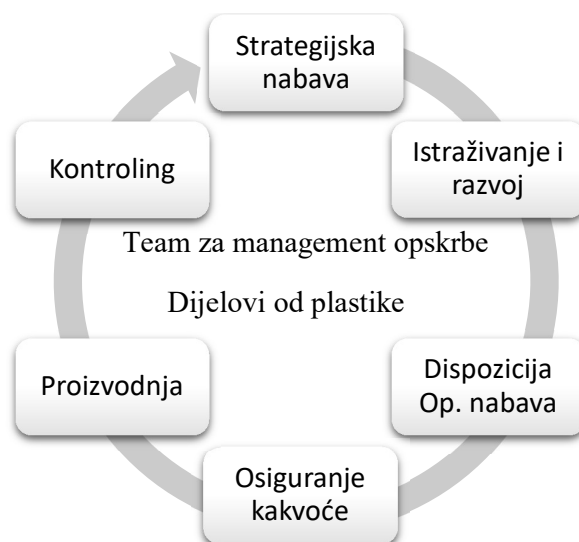 Strategijska
nabava
Istraživanje i
razvoj
Dispozicija
Op. nabava
Osiguranje
kakvoće
Proizvodnja
Kontroling
Team za management opskrbe
Dijelovi od plastike